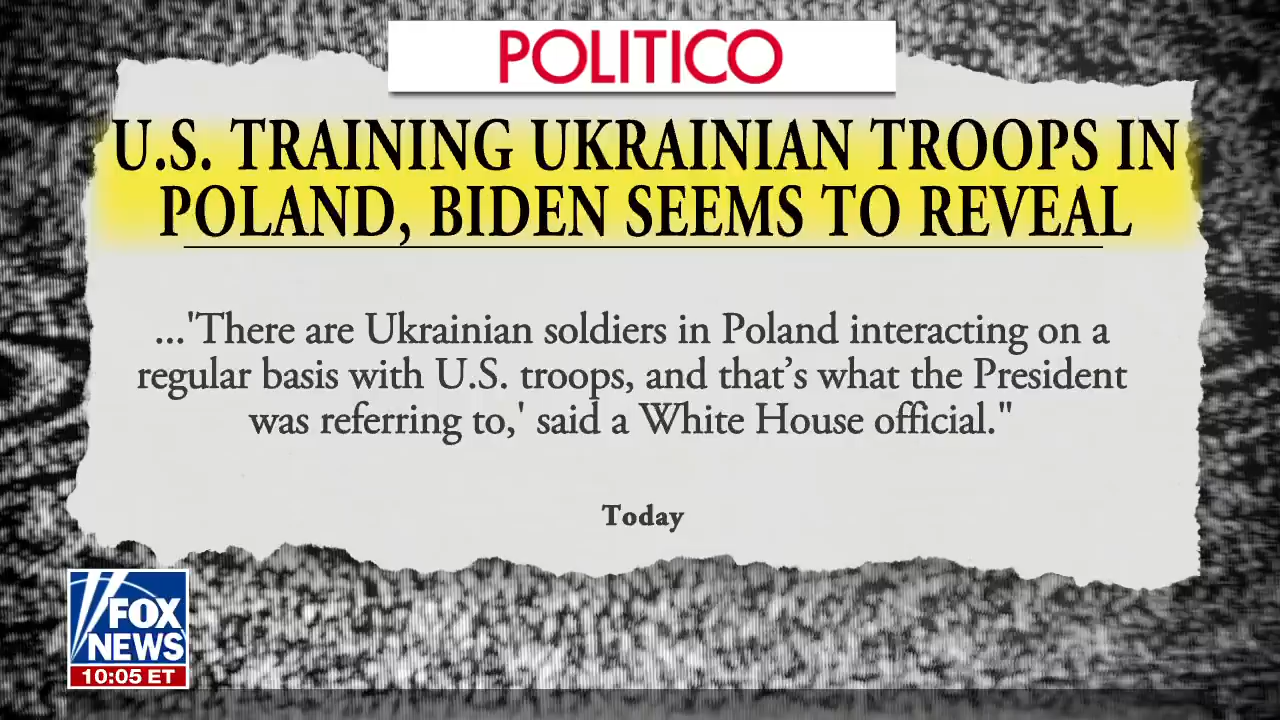 POLITICO
U.S. TRAINING UKRAINIAN TROOPS IN
POLAND, BIDEN SEEMS TO REVEAL
...'There are Ukrainian soldiers in Poland interacting on a
regular basis with U.S. troops, and that’s what the President
was referring to,' said a White House official."
Today
FOX
NEWS
10:05 ET